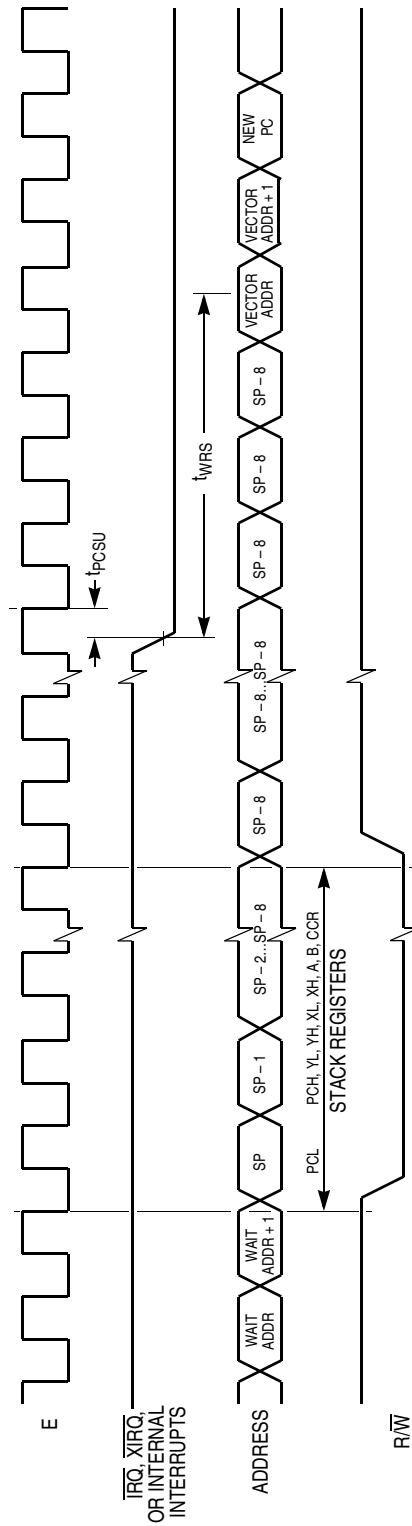 E
IRQ, XIRQ,
OR INTERNAL
INTERRUPTS
tPCSU
tWRS
ADDRESS
WAIT
ADDR
WAIT
ADDR + 1
SP
SP – 1
SP – 2...SP – 8
SP – 8
SP – 8...SP – 8
SP – 8
SP – 8
SP – 8
VECTOR
ADDR
VECTOR
ADDR + 1
NEW
PC
PCL PCH, YL, YH, XL, XH, A, B, CCR
STACK REGISTERS
R/W